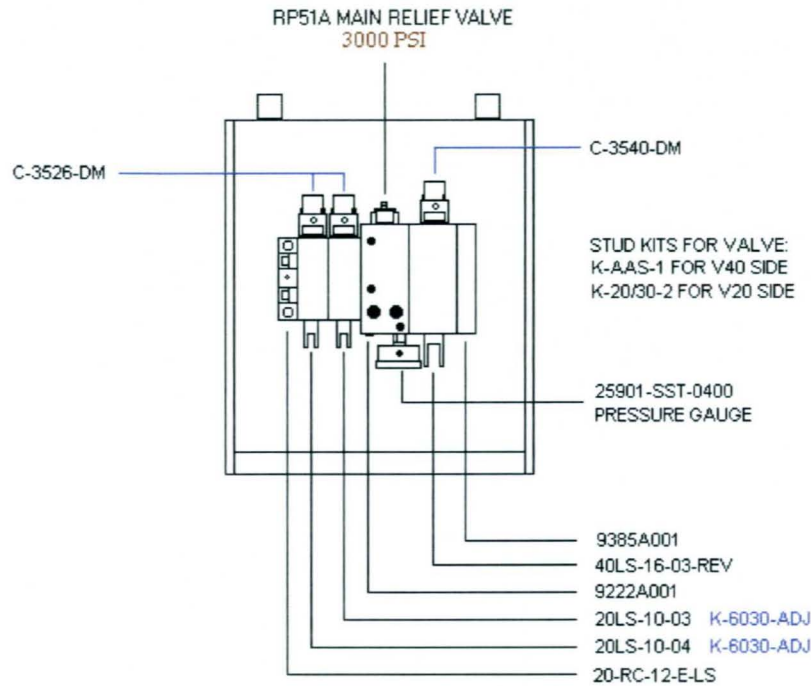 RP51A MAIN RELIEF VALVE
3000 PSI
C-3526-DM
C-3540-DM
STUD KITS FOR VALVE:
K-AAS-1 FOR V40 SIDE
K-20/30-2 FOR V20 SIDE
25901-SST-0400
PRESSURE GAUGE
9385A001
40LS-16-03-REV
9222A001
20LS-10-03 K-6030-ADJ
20LS-10-04 K-6030-ADJ
20-RC-12-E-LS